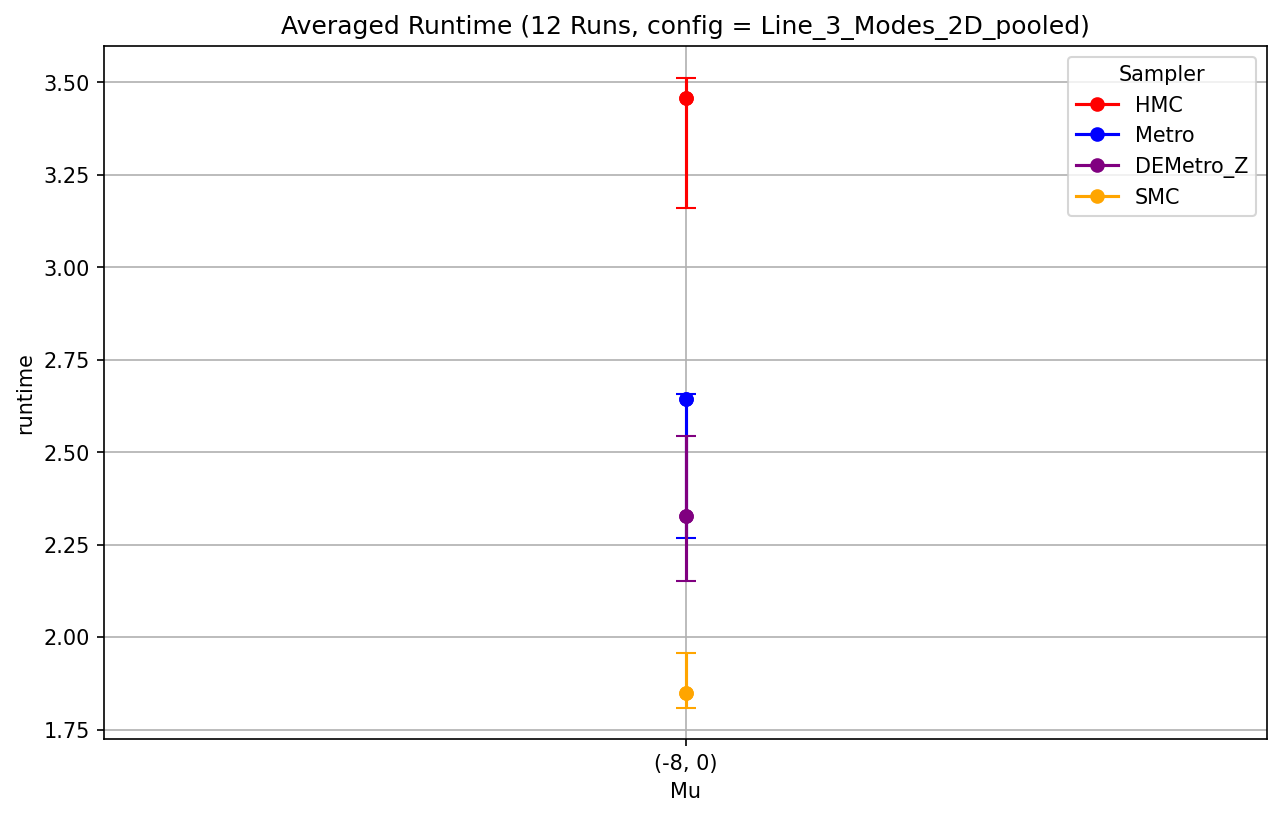 Averaged Runtime (12 Runs, config = Line_3_Modes_2D_pooled)
Sampler
HMC
Metro
DEMetro_Z
SMC
runtime
3.50
3.25
3.00
2.75
2.50
2.25
2.00
1.75
(-8, 0)
Mu